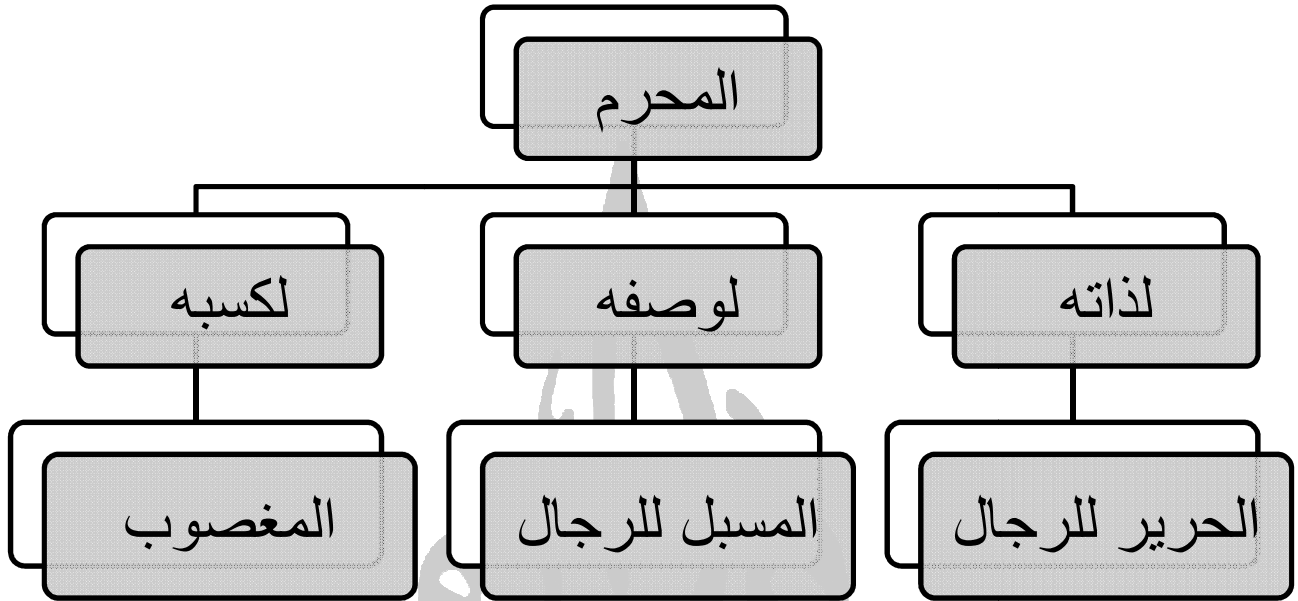 المحرم
لذاته
لوصفه
لكسبه
الحرير للرجال
المسبل للرجال
المغصوب